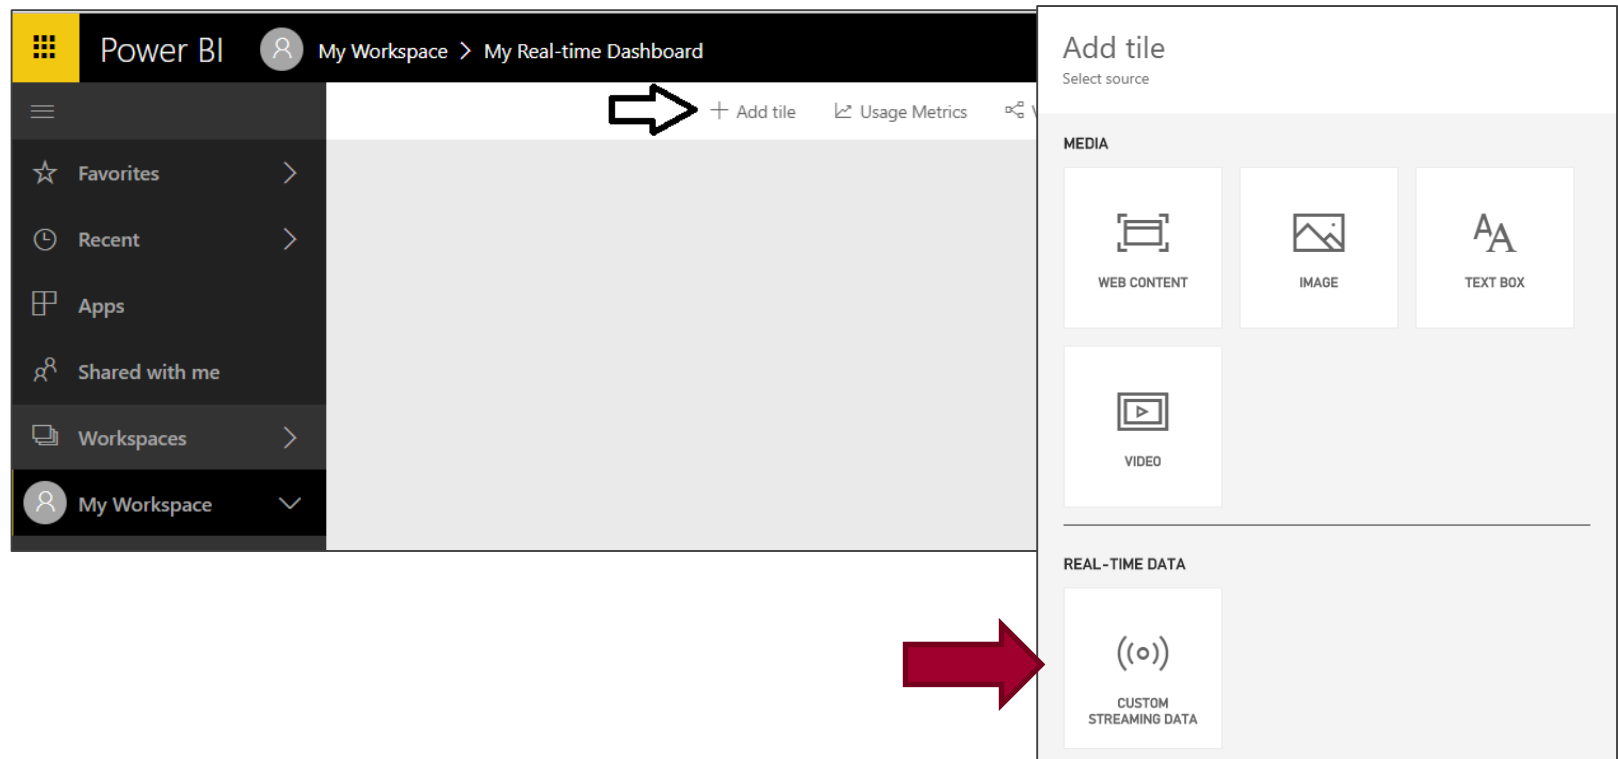 Power BI
My Workspace > My Real-time Dashboard
+ Add tile
Usage Metrics
Favorites
Recent
Apps
Shared with me
Workspaces
My Workspace
Add tile
Select source
MEDIA
WEB CONTENT
IMAGE
TEXT BOX
VIDEO
REAL-TIME DATA
CUSTOM
STREAMING DATA